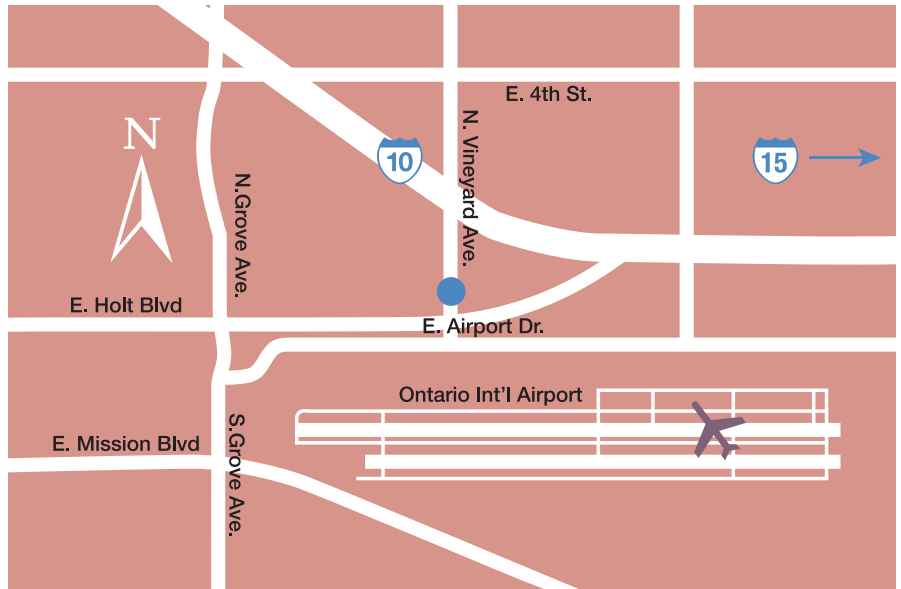 E. 4th St.
N
10
N. Vineyard Ave.
15
N.Grove Ave.
E. Holt Blvd
E. Airport Dr.
Ontario Int'l Airport
S.Grove Ave.
E. Mission Blvd